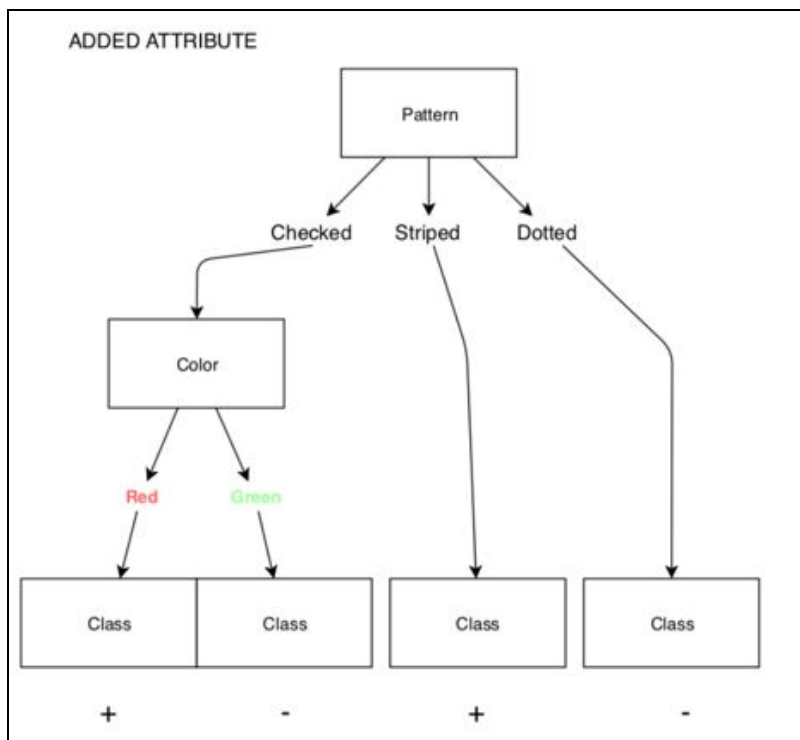 ADDED ATTRIBUTE
Pattern
Checked Striped Dotted
Color
Red Green
Class Class Class Class
+ - + -